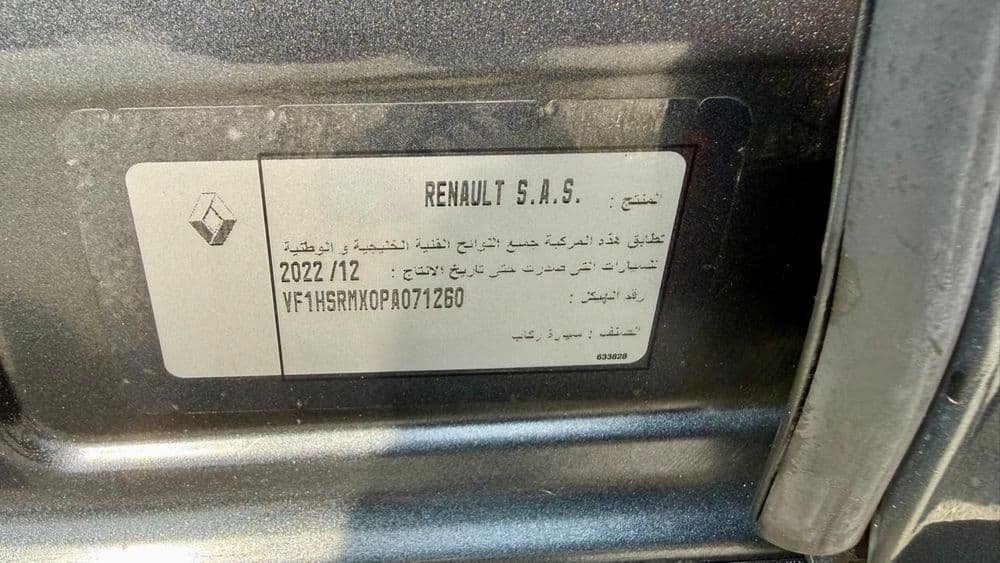 المنتج : RENAULT S.A.S.
تطابق هذه المركبة جميع اللوائح الفنية الخليجية و الوطنية
للسيارات التى صدرت حتى تاريخ الانتاج : 2022/12
رقم الهيكل : VF1HSRMX0PA071260
الصنف : سيارة ركاب
633828